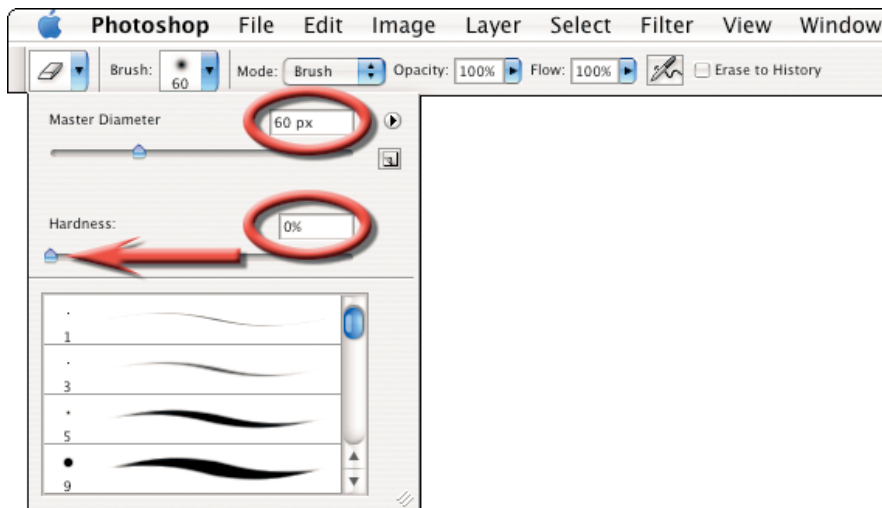 Photoshop File Edit Image Layer Select Filter View Window
Brush: 60 Mode: Brush Opacity: 100% Flow: 100% Erase to History
Master Diameter 60 px
Hardness: 0%
1
3
5
9